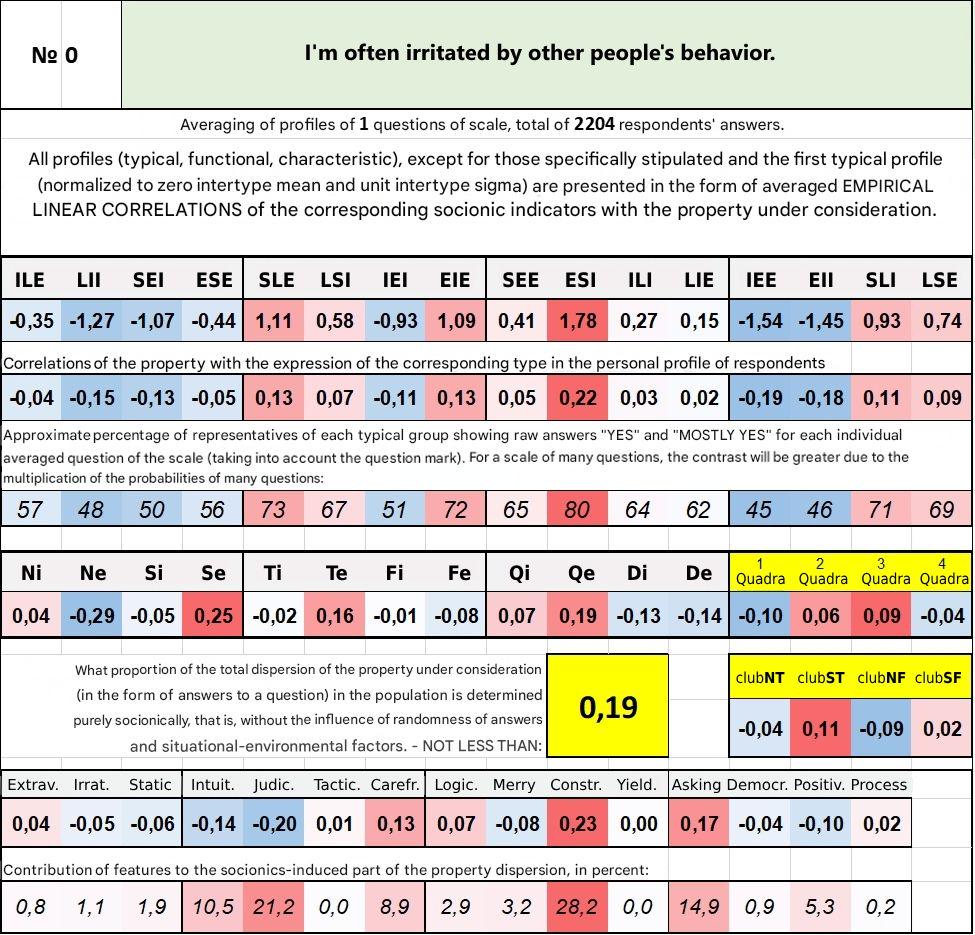 № 0
I'm often irritated by other people's behavior.
Averaging of profiles of 1 questions of scale, total of 2204 respondents' answers.
All profiles (typical, functional, characteristic), except for those specifically stipulated and the first typical profile
(normalized to zero intertype mean and unit intertype sigma) are presented in the form of averaged EMPIRICAL
LINEAR CORRELATIONS of the corresponding socionic indicators with the property under consideration.
ILE LII SEI ESE SLE LSI IEI EIE SEE ESI ILI LIE IEE EII SLI LSE
-0,35 -1,27 -1,07 -0,44 1,11 0,58 -0,93 1,09 0,41 1,78 0,27 0,15 -1,54 -1,45 0,93 0,74
Correlations of the property with the expression of the corresponding type in the personal profile of respondents
-0,04 -0,15 -0,13 -0,05 0,13 0,07 -0,11 0,13 0,05 0,22 0,03 0,02 -0,19 -0,18 0,11 0,09
Approximate percentage of representatives of each typical group showing raw answers "YES" and "MOSTLY YES" for each individual
averaged question of the scale (taking into account the question mark). For a scale of many questions, the contrast will be greater due to the
multiplication of the probabilities of many questions:
57 48 50 56 73 67 51 72 65 80 64 62 45 46 71 69
Ni Ne Si Se Ti Te Fi Fe Qi Qe Di De 1 Quadra 2 Quadra 3 Quadra 4 Quadra
0,04 -0,29 -0,05 0,25 -0,02 0,16 -0,01 -0,08 0,07 0,19 -0,13 -0,14 -0,10 0,06 0,09 -0,04
What proportion of the total dispersion of the property under consideration
(in the form of answers to a question) in the population is determined
purely socionically, that is, without the influence of randomness of answers
and situational-environmental factors. - NOT LESS THAN:
0,19
clubNT clubST clubNF clubSF
-0,04 0,11 -0,09 0,02
Extrav. Irrat. Static Intuit. Judic. Tactic. Carefr. Logic. Merry Constr. Yield. Asking Democr. Positiv. Process
0,04 -0,05 -0,06 -0,14 -0,20 0,01 0,13 0,07 -0,08 0,23 0,00 0,17 -0,04 -0,10 0,02
Contribution of features to the socionics-induced part of the property dispersion, in percent:
0,8 1,1 1,9 10,5 21,2 0,0 8,9 2,9 3,2 28,2 0,0 14,9 0,9 5,3 0,2